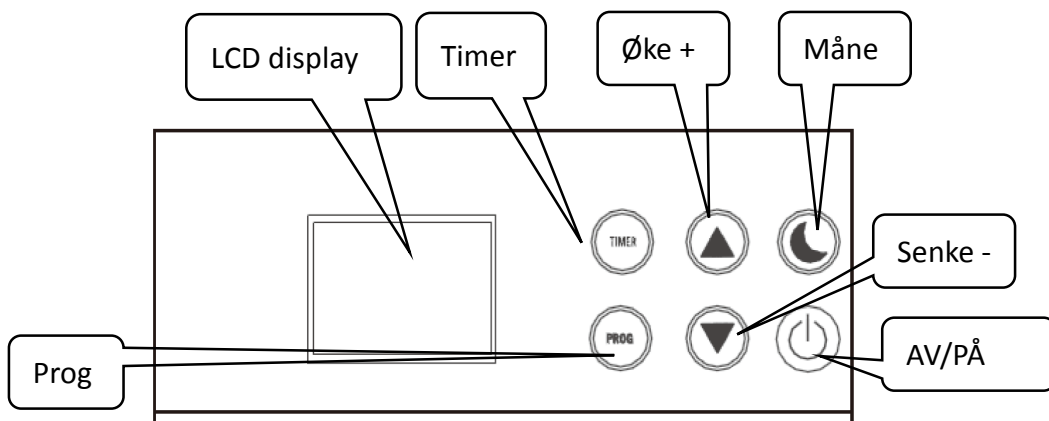 LCD display
Timer
Øke +
Måne
TIMER
Senke -
PROG
Prog
AV/PÅ